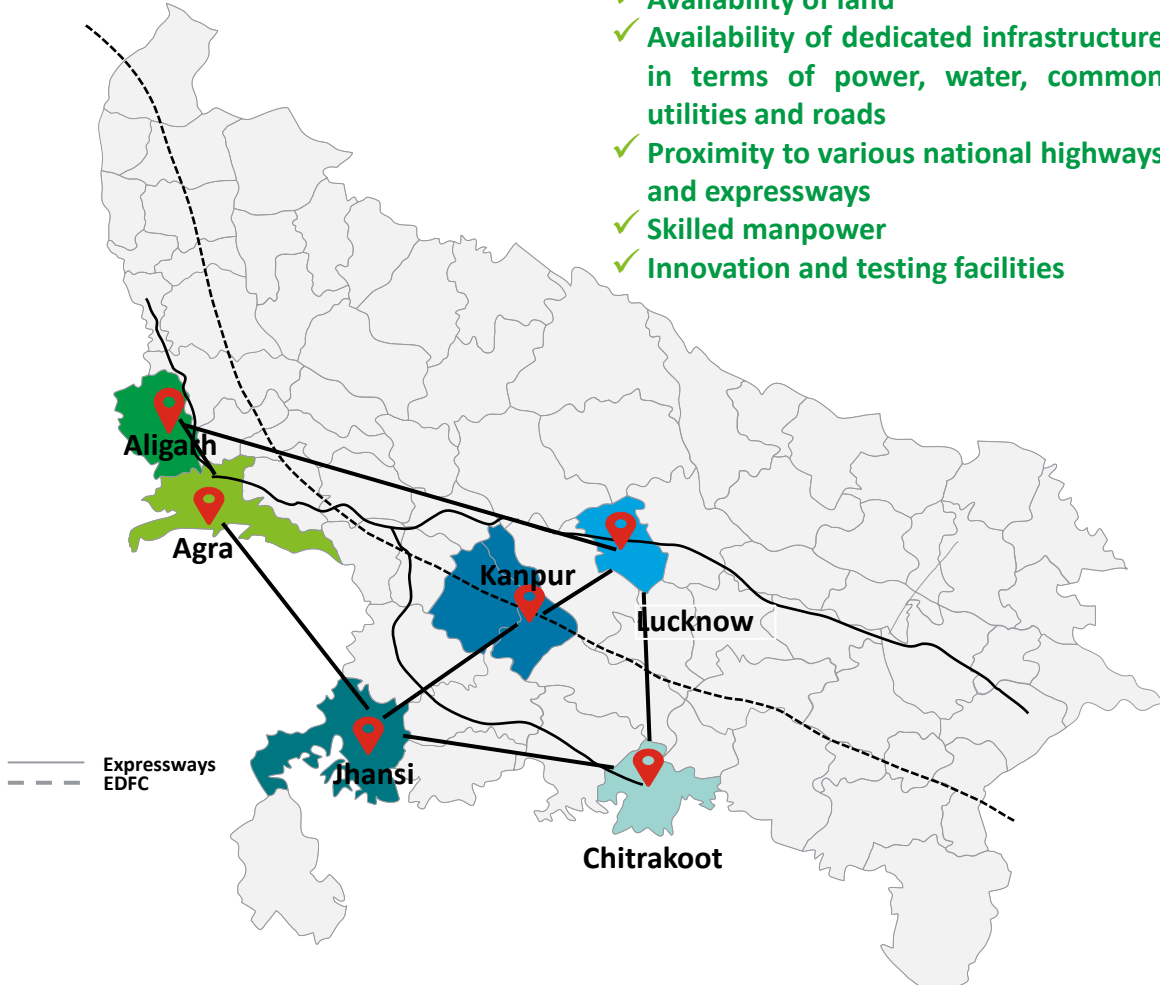 Availability of land
Availability of dedicated infrastructure
in terms of power, water, common
utilities and roads
Proximity to various national highways
and expressways
Skilled manpower
Innovation and testing facilities
Aligarh
Agra
Kanpur
Lucknow
Jhansi
Chitrakoot
Expressways
EDFC